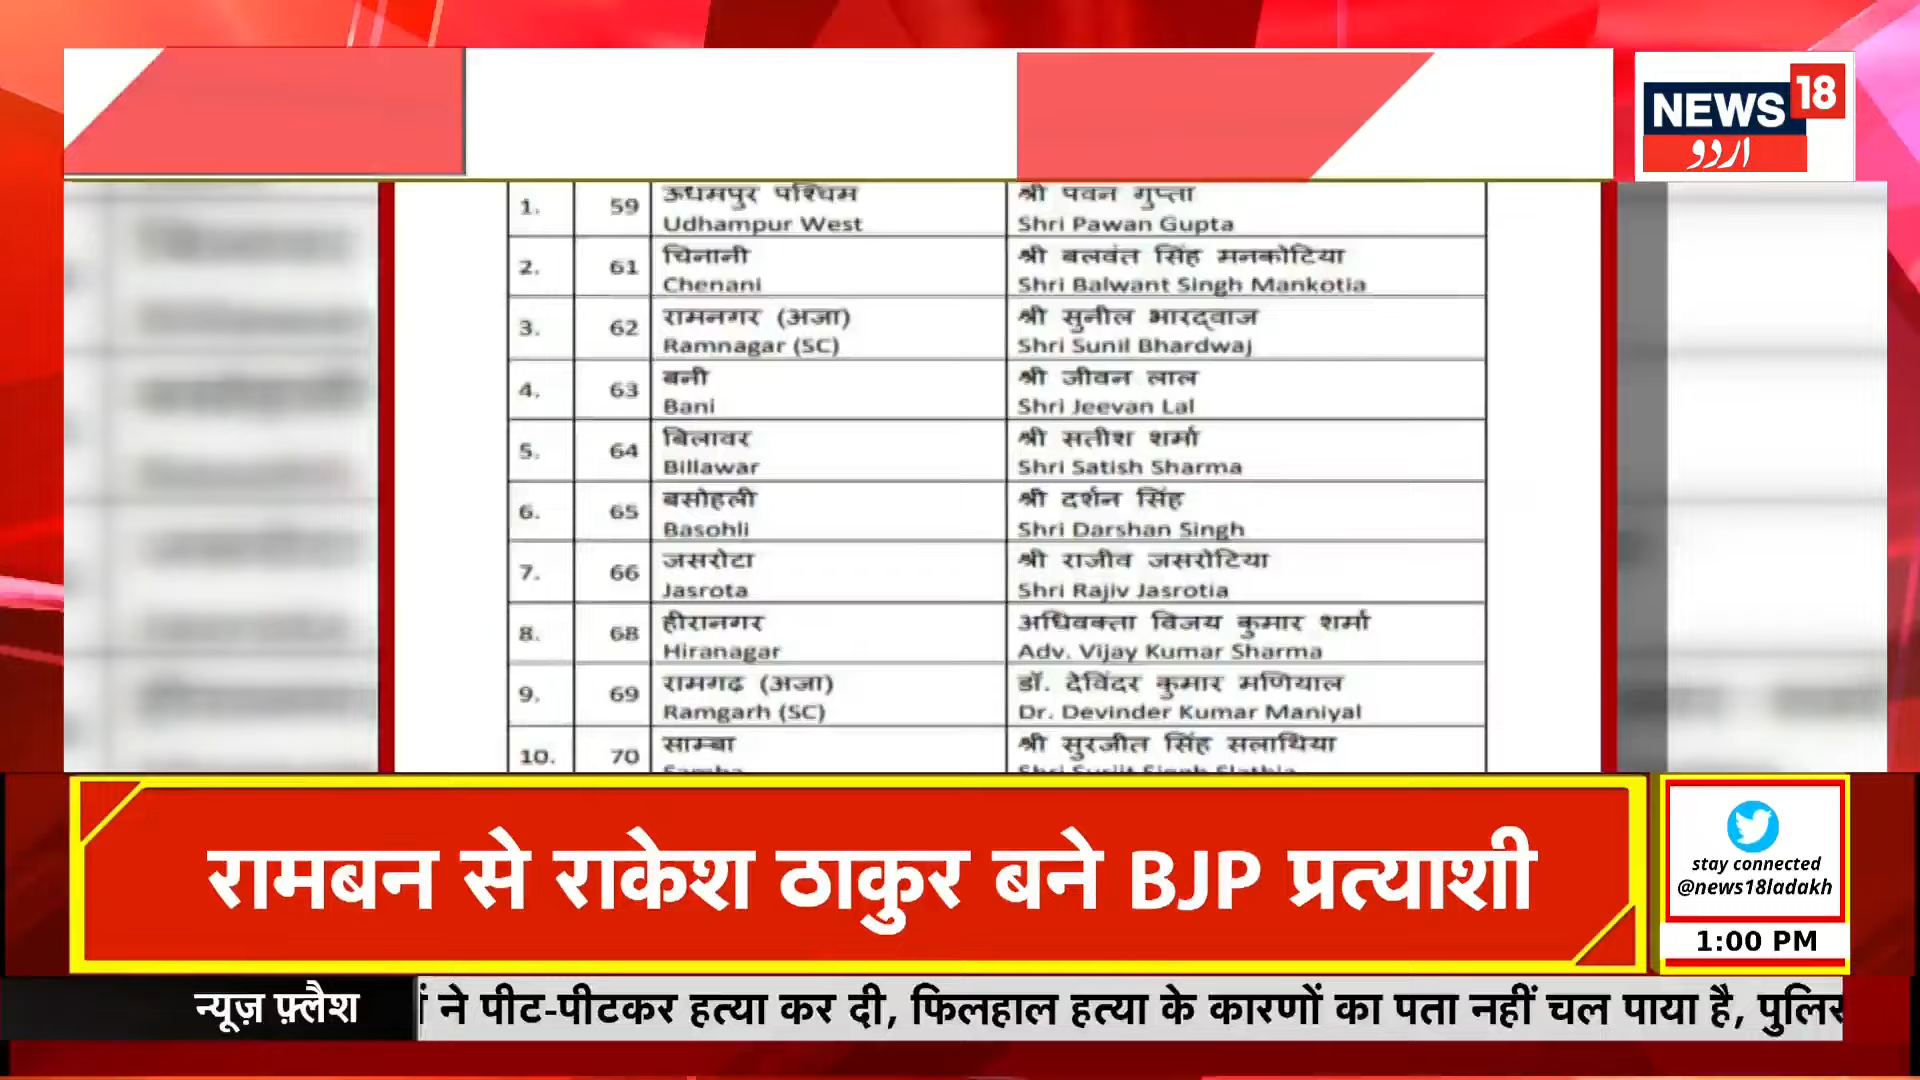 NEWS 18
اردو
1. 59 ऊधमपुर पश्चिम श्री पवन गुप्ता
Udhampur West Shri Pawan Gupta
2. 61 चिनानी श्री बलवंत सिंह मनकोटिया
Chenani Shri Balwant Singh Mankotia
3. 62 रामनगर (अजा) श्री सुनील भारद्वाज
Ramnagar (SC) Shri Sunil Bhardwaj
4. 63 बनी श्री जीवन लाल
Bani Shri Jeevan Lal
5. 64 बिलावर श्री सतीश शर्मा
Billawar Shri Satish Sharma
6. 65 बसोहली श्री दर्शन सिंह
Basohli Shri Darshan Singh
7. 66 जसरोटा श्री राजीव जसरोटिया
Jasrota Shri Rajiv Jasrotia
8. 68 हीरानगर अधिवक्ता विजय कुमार शर्मा
Hiranagar Adv. Vijay Kumar Sharma
9. 69 रामगढ (अजा) डॉ. देविंदर कुमार मणियाल
Ramgarh (SC) Dr. Devinder Kumar Maniyal
10. 70 साम्बा श्री सुरजीत सिंह सलाथिया
रामबन से राकेश ठाकुर बने BJP प्रत्याशी
stay connected
@news18ladakh
1:00 PM
न्यूज़ फ़्लैश
ने पीट-पीटकर हत्या कर दी, फिलहाल हत्या के कारणों का पता नहीं चल पाया है,